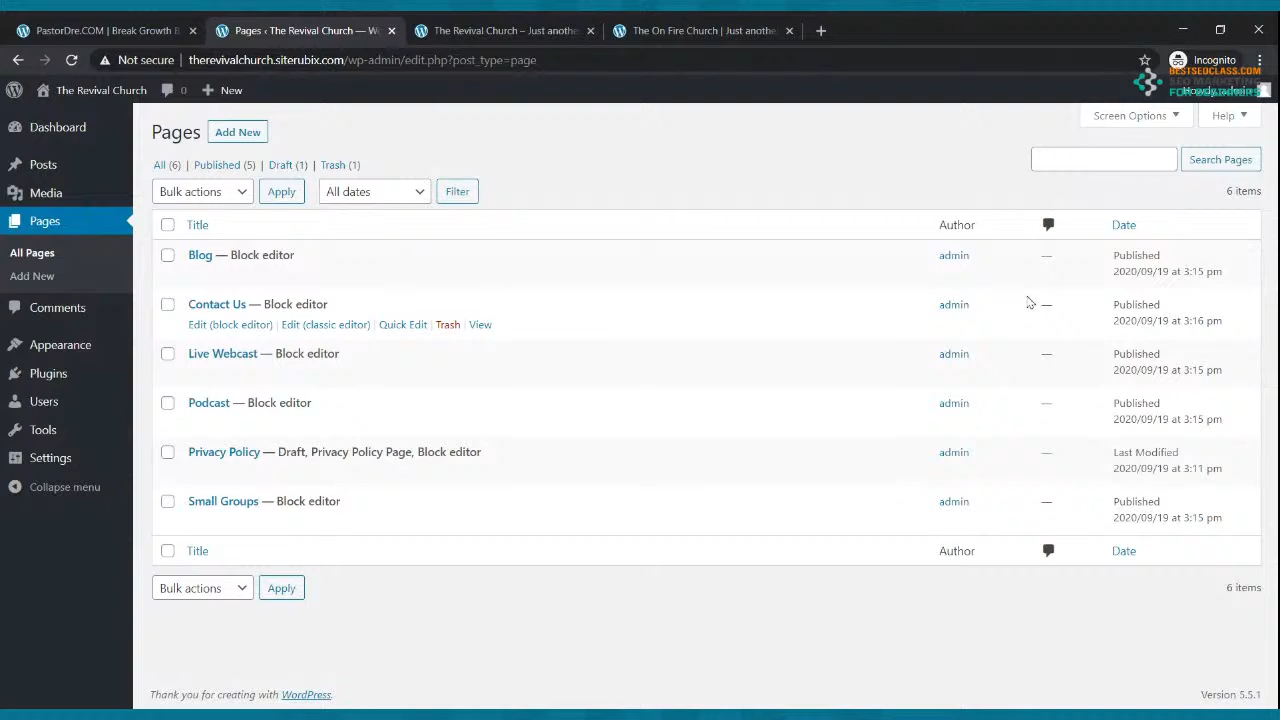 PastorDre.COM | Break Growth B
Pages ‹ The Revival Church — W
The Revival Church – Just anothe
The On Fire Church | Just anothe
Not secure
therevivalchurch.siterubix.com/wp-admin/edit.php?post_type=page
Incognito
BESTSEOCLASS.COM
SEO MARKETING
FOR BEGINNERS
The Revival Church 0 New
Dashboard
Posts
Media
Pages
All Pages
Add New
Comments
Appearance
Plugins
Users
Tools
Settings
Collapse menu
Screen Options Help
Pages Add New
All (6) | Published (5) | Draft (1) | Trash (1)
Search Pages
Bulk actions Apply All dates Filter
6 items
Title Author Date
Blog — Block editor admin — Published
2020/09/19 at 3:15 pm
Contact Us — Block editor admin — Published
Edit (block editor) | Edit (classic editor) | Quick Edit | Trash | View 2020/09/19 at 3:16 pm
Live Webcast — Block editor admin — Published
2020/09/19 at 3:15 pm
Podcast — Block editor admin — Published
2020/09/19 at 3:15 pm
Privacy Policy — Draft, Privacy Policy Page, Block editor admin — Last Modified
2020/09/19 at 3:11 pm
Small Groups — Block editor admin — Published
2020/09/19 at 3:15 pm
Title Author Date
Bulk actions Apply
6 items
Thank you for creating with WordPress.
Version 5.5.1